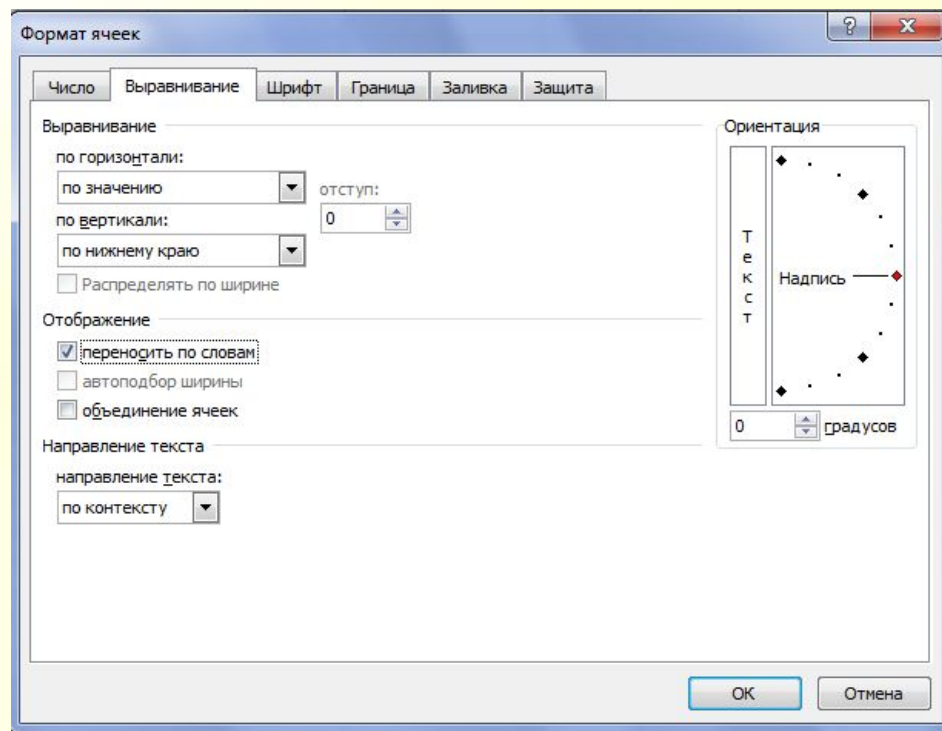 Формат ячеек
Число Выравнивание Шрифт Граница Заливка Защита
Выравнивание
по горизонтали:
по значению
отступ:
0
по вертикали:
по нижнему краю
Распределять по ширине
Отображение
переносить по словам
автоподбор ширины
объединение ячеек
Направление текста
направление текста:
по контексту
Ориентация
Текст
Надпись
0 градусов
ОК Отмена